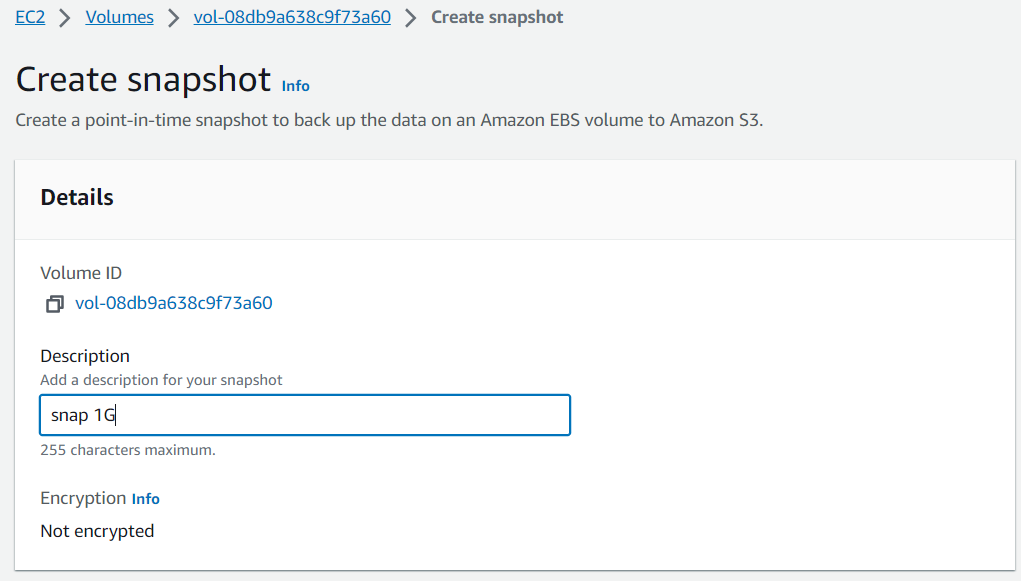 EC2 > Volumes > vol-08db9a638c9f73a60 > Create snapshot
Create snapshot Info
Create a point-in-time snapshot to back up the data on an Amazon EBS volume to Amazon S3.
Details
Volume ID
vol-08db9a638c9f73a60
Description
Add a description for your snapshot
snap 1G
255 characters maximum.
Encryption Info
Not encrypted